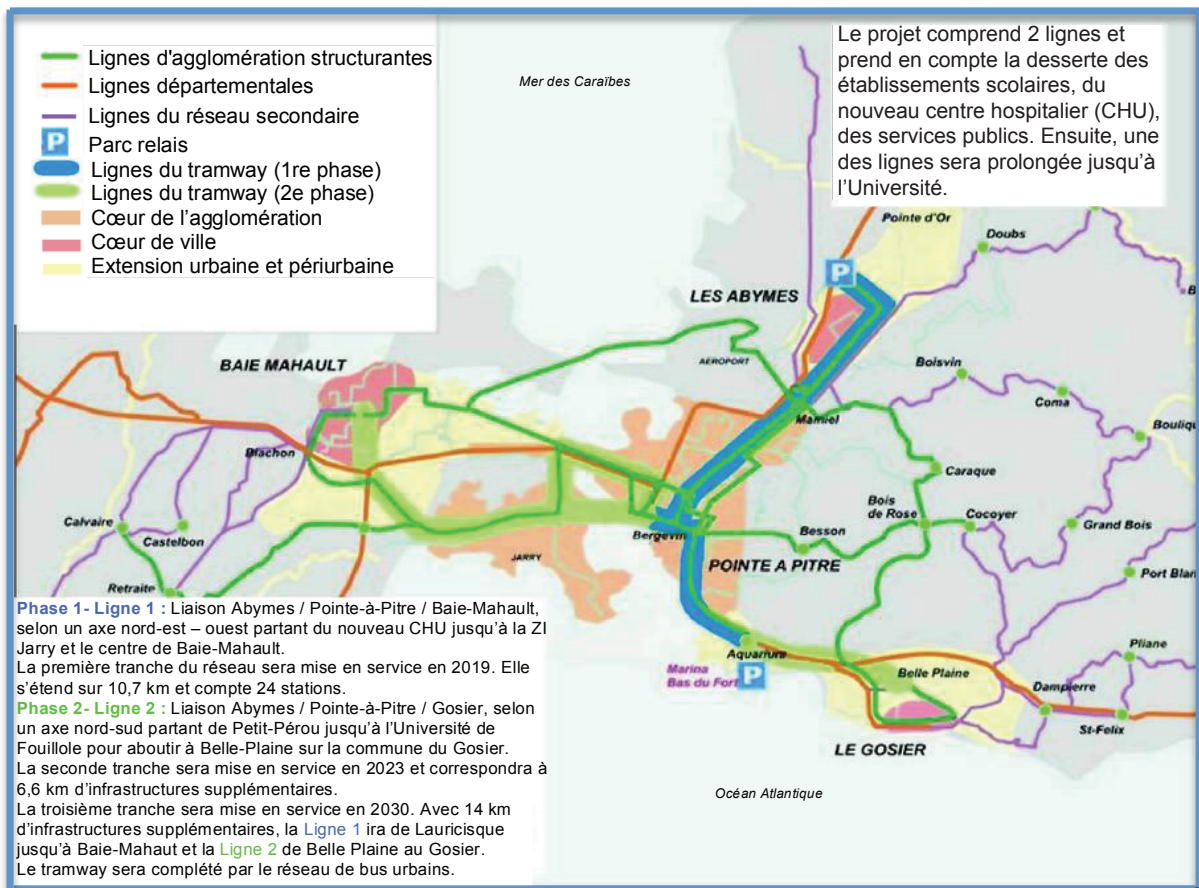 Lignes d'agglomération structurantes
Lignes départementales
Lignes du réseau secondaire
P
Parc relais
Lignes du tramway (1re phase)
Lignes du tramway (2e phase)
Cœur de l'agglomération
Cœur de ville
Extension urbaine et périurbaine
Mer des Caraïbes
Le projet comprend 2 lignes et
prend en compte la desserte des
établissements scolaires, du
nouveau centre hospitalier (CHU),
des services publics. Ensuite, une
des lignes sera prolongée jusqu'à
l'Université.
Pointe d'Or
Doubs
P
LES ABYMES
BAIE MAHAULT
AEROPORT
Boisvin
Coma
Mamiel
Bouliqu
Blachon
Caraque
Calvaire
Castelbon
Bois
de Rose
Cocoyer
Grand Bois
Besson
Bergevin
JARRY
POINTE A PITRE
Port Blan
Retraite
Phase 1- Ligne 1 : Liaison Abymes / Pointe-à-Pitre / Baie-Mahault,
selon un axe nord-est – ouest partant du nouveau CHU jusqu'à la ZI
Jarry et le centre de Baie-Mahault.
La première tranche du réseau sera mise en service en 2019. Elle
s'étend sur 10,7 km et compte 24 stations.
Phase 2- Ligne 2 : Liaison Abymes / Pointe-à-Pitre / Gosier, selon
un axe nord-sud partant de Petit-Pérou jusqu'à l'Université de
Fouillole pour aboutir à Belle-Plaine sur la commune du Gosier.
La seconde tranche sera mise en service en 2023 et correspondra à
6,6 km d'infrastructures supplémentaires.
La troisième tranche sera mise en service en 2030. Avec 14 km
d'infrastructures supplémentaires, la Ligne 1 ira de Lauricisque
jusqu'à Baie-Mahaut et la Ligne 2 de Belle Plaine au Gosier.
Le tramway sera complété par le réseau de bus urbains.
Marina
Bas du Fort
P
Belle Plaine
Pliane
Dampierre
St-Felix
LE GOSIER
Océan Atlantique